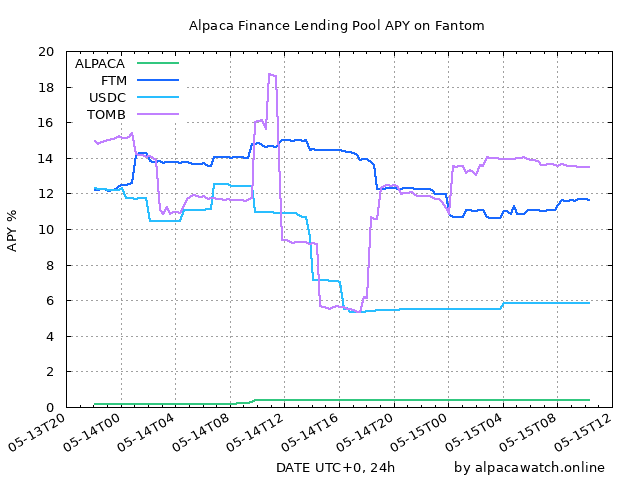 Alpaca Finance Lending Pool APY on Fantom
ALPACA
FTM
USDC
TOMB
APY %
20
18
16
14
12
10
8
6
4
2
0
05-13T20
05-14T00
05-14T04
05-14T08
05-14T12
05-14T16
05-14T20
05-15T00
05-15T04
05-15T08
05-15T12
DATE UTC+0, 24h
by alpacawatch.online